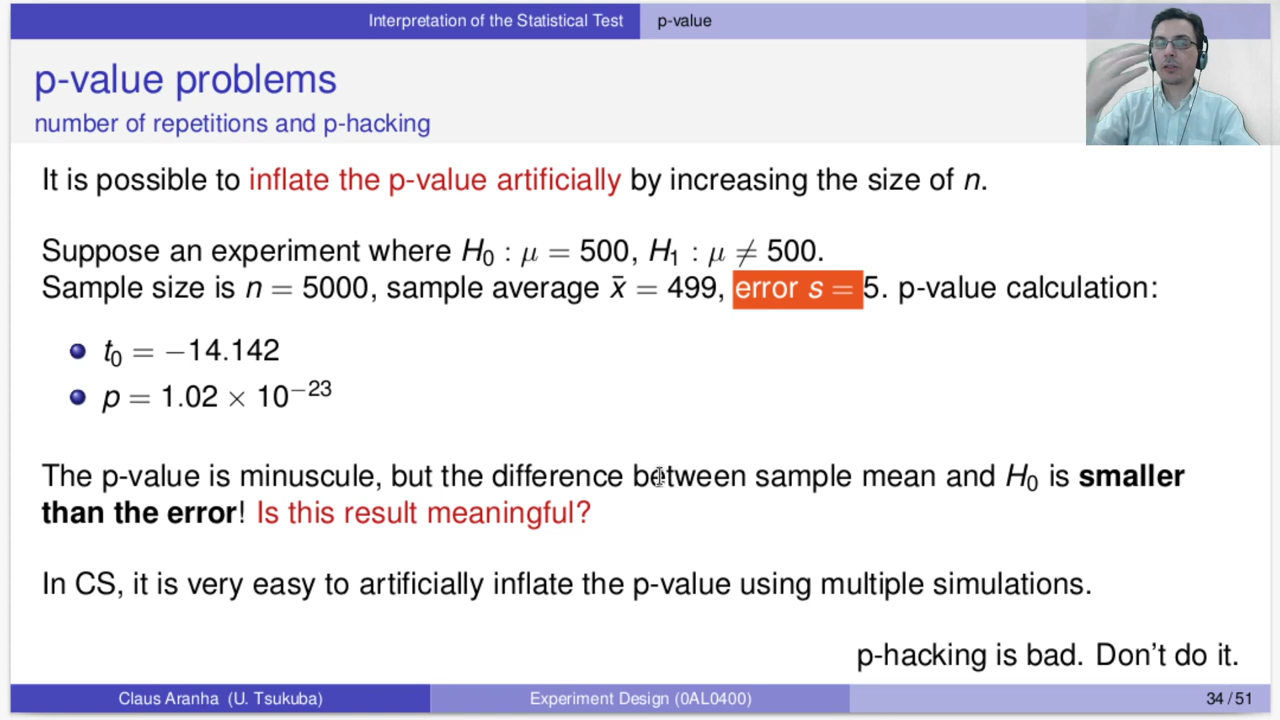 Interpretation of the Statistical Test p-value
p-value problems
number of repetitions and p-hacking
It is possible to inflate the p-value artificially by increasing the size of n.
Suppose an experiment where H₀ : μ = 500, H₁ : μ ≠ 500.
Sample size is n = 5000, sample average x̄ = 499, error s = 5. p-value calculation:
t₀ = −14.142
p = 1.02 × 10⁻²³
The p-value is minuscule, but the difference between sample mean and H₀ is smaller
than the error! Is this result meaningful?
In CS, it is very easy to artificially inflate the p-value using multiple simulations.
p-hacking is bad. Don't do it.
Claus Aranha (U. Tsukuba) Experiment Design (0AL0400) 34 / 51